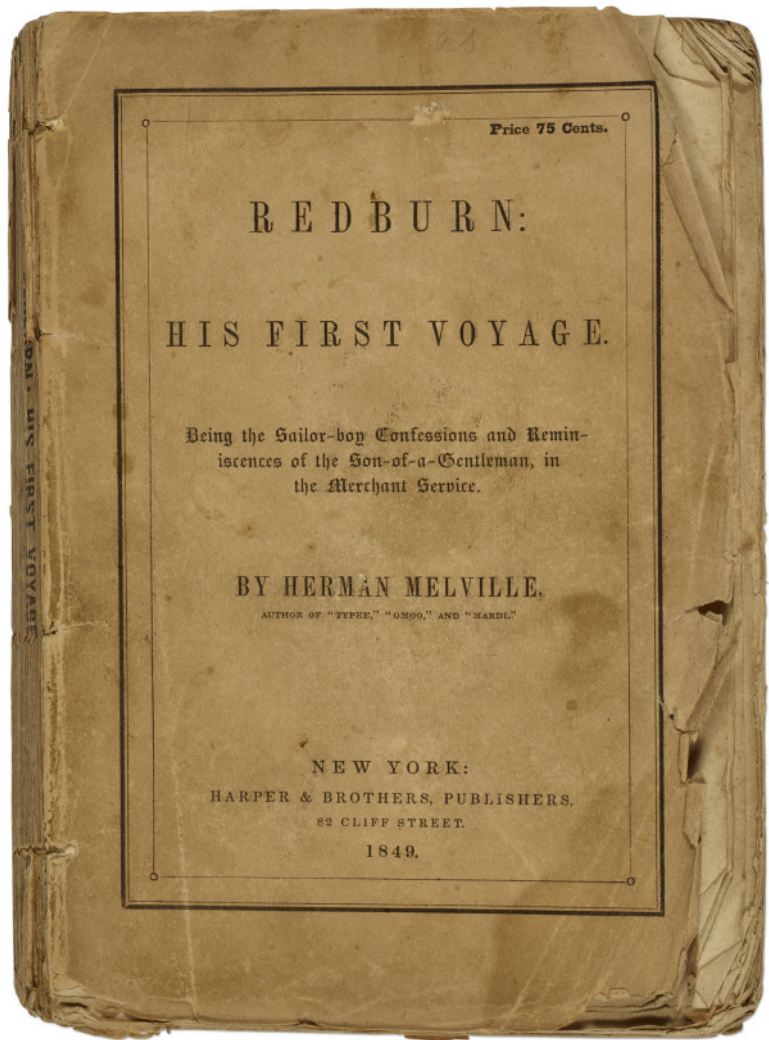 Price 75 Cents.
REDBURN:
HIS FIRST VOYAGE.
Being the Sailor-boy Confessions and Remin-
iscences of the Son-of-a-Gentleman, in
the Merchant Service.
BY HERMAN MELVILLE,
AUTHOR OF "TYPEE," "OMOO," AND "MARDI."
NEW YORK:
HARPER & BROTHERS, PUBLISHERS.
82 CLIFF STREET.
1849.
HIS FIRST VOYAGE